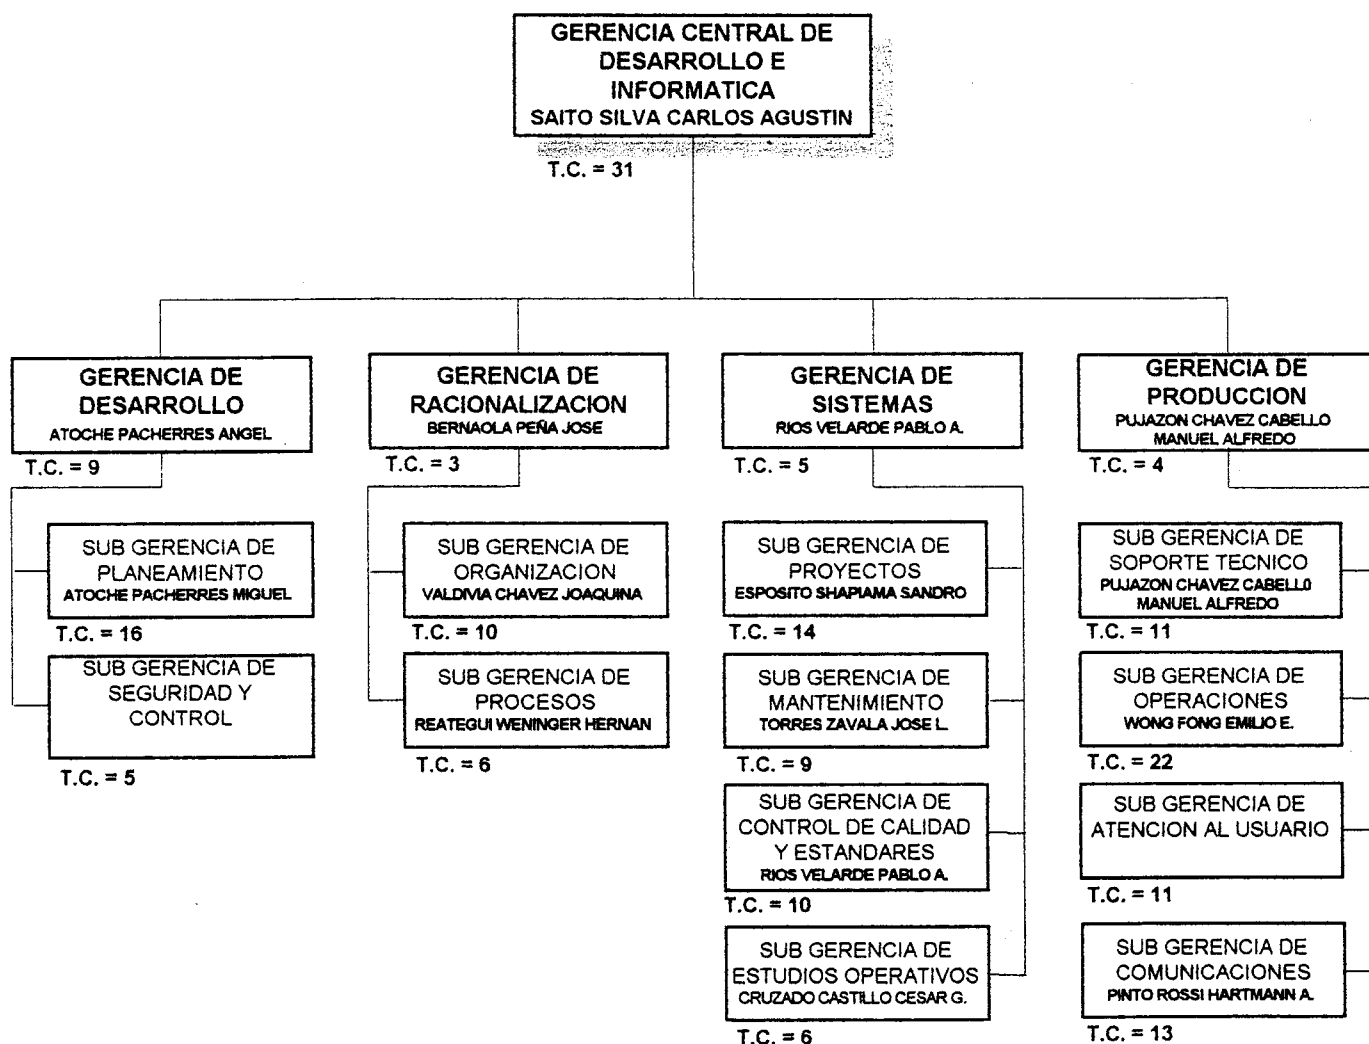 GERENCIA CENTRAL DE
DESARROLLO E
INFORMATICA
SAITO SILVA CARLOS AGUSTIN
T.C. = 31
GERENCIA DE
DESARROLLO
ATOCHE PACHERRES ANGEL
T.C. = 9
SUB GERENCIA DE
PLANEAMIENTO
ATOCHE PACHERRES MIGUEL
T.C. = 16
SUB GERENCIA DE
SEGURIDAD Y
CONTROL
T.C. = 5
GERENCIA DE
RACIONALIZACION
BERNAOLA PEÑA JOSE
T.C. = 3
SUB GERENCIA DE
ORGANIZACION
VALDIVIA CHAVEZ JOAQUINA
T.C. = 10
SUB GERENCIA DE
PROCESOS
REATEGUI WENINGER HERNAN
T.C. = 6
GERENCIA DE
SISTEMAS
RIOS VELARDE PABLO A.
T.C. = 5
SUB GERENCIA DE
PROYECTOS
ESPOSITO SHAPIAMA SANDRO
T.C. = 14
SUB GERENCIA DE
MANTENIMIENTO
TORRES ZAVALA JOSE L.
T.C. = 9
SUB GERENCIA DE
CONTROL DE CALIDAD
Y ESTANDARES
RIOS VELARDE PABLO A.
T.C. = 10
SUB GERENCIA DE
ESTUDIOS OPERATIVOS
CRUZADO CASTILLO CESAR G.
T.C. = 6
GERENCIA DE
PRODUCCION
PUJAZON CHAVEZ CABELLO
MANUEL ALFREDO
T.C. = 4
SUB GERENCIA DE
SOPORTE TECNICO
PUJAZON CHAVEZ CABELLO
MANUEL ALFREDO
T.C. = 11
SUB GERENCIA DE
OPERACIONES
WONG FONG EMILIO E.
T.C. = 22
SUB GERENCIA DE
ATENCION AL USUARIO
T.C. = 11
SUB GERENCIA DE
COMUNICACIONES
PINTO ROSSI HARTMANN A.
T.C. = 13